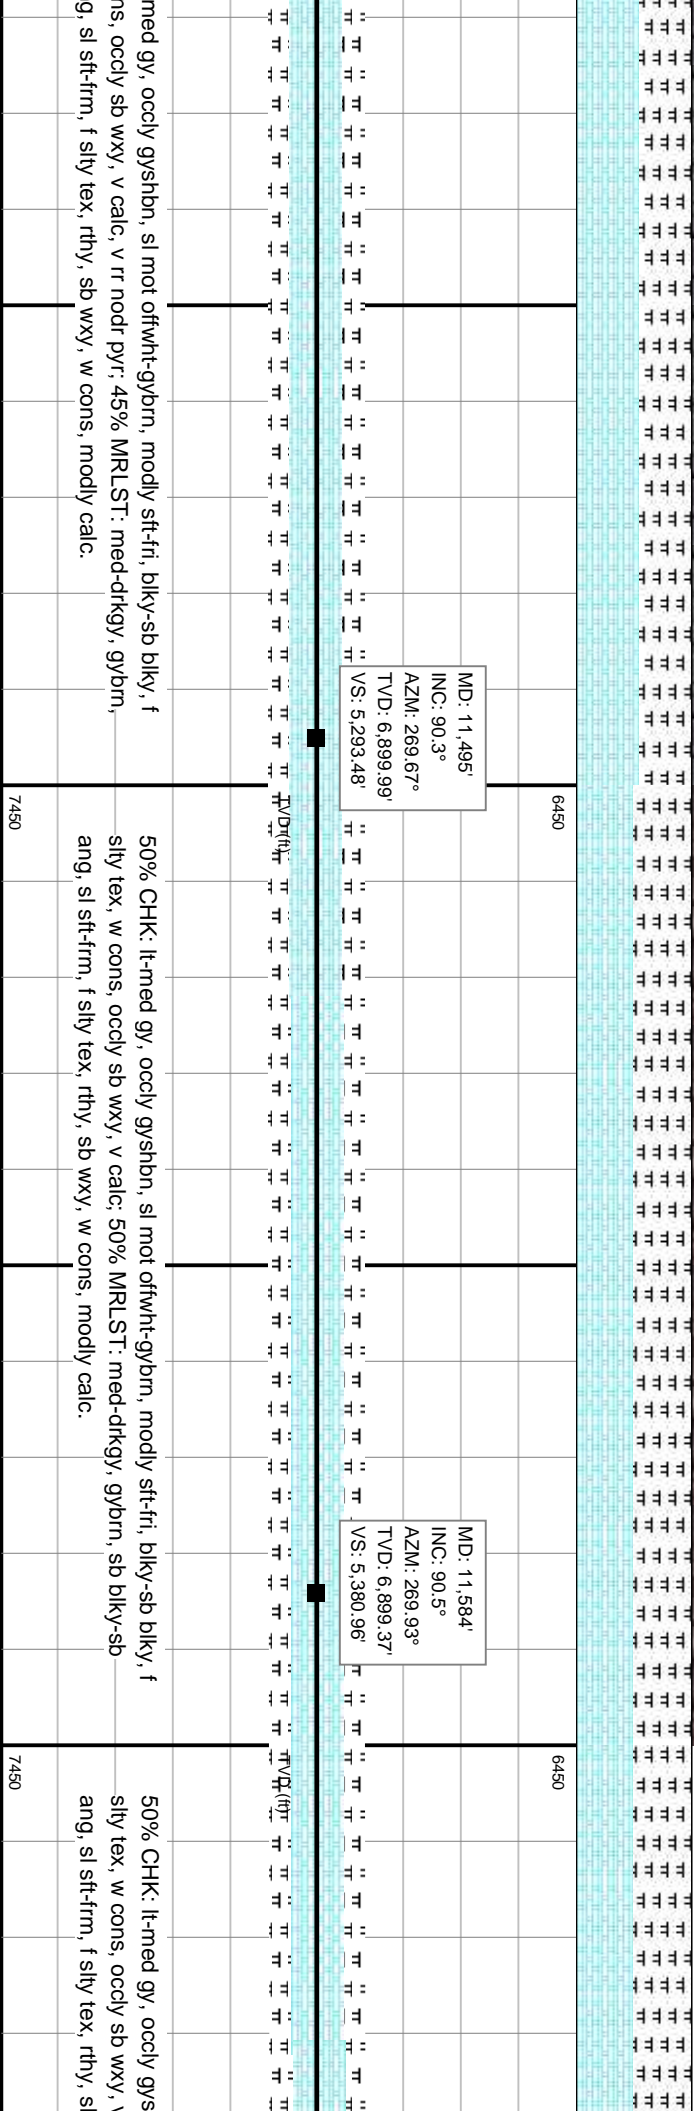 med gy, occly gyshbn, sl mot offwht-gybrn, modly sft-fri, blky-sb blky, f
ns, occly sb wxy, v calc, v rr nodr pyr; 45% MRLST: med-drkgy, gybrn,
g, sl sft-frm, f slty tex, rthy, sb wxy, w cons, modly calc.
MD: 11,495'
INC: 90.3°
AZM: 269.67°
TVD: 6,899.99'
VS: 5,293.48'
6450
TVD (ft)
7450
50% CHK: lt-med gy, occly gyshbn, sl mot offwht-gybrn, modly sft-fri, blky-sb blky, f
slty tex, w cons, occly sb wxy, v calc; 50% MRLST: med-drkgy, gybrn, sb blky-sb
ang, sl sft-frm, f slty tex, rthy, sb wxy, w cons, modly calc.
MD: 11,584'
INC: 90.5°
AZM: 269.93°
TVD: 6,899.37'
VS: 5,380.96'
6450
TVD (ft)
7450
50% CHK: lt-med gy, occly gys
slty tex, w cons, occly sb wxy,
ang, sl sft-frm, f slty tex, rthy,